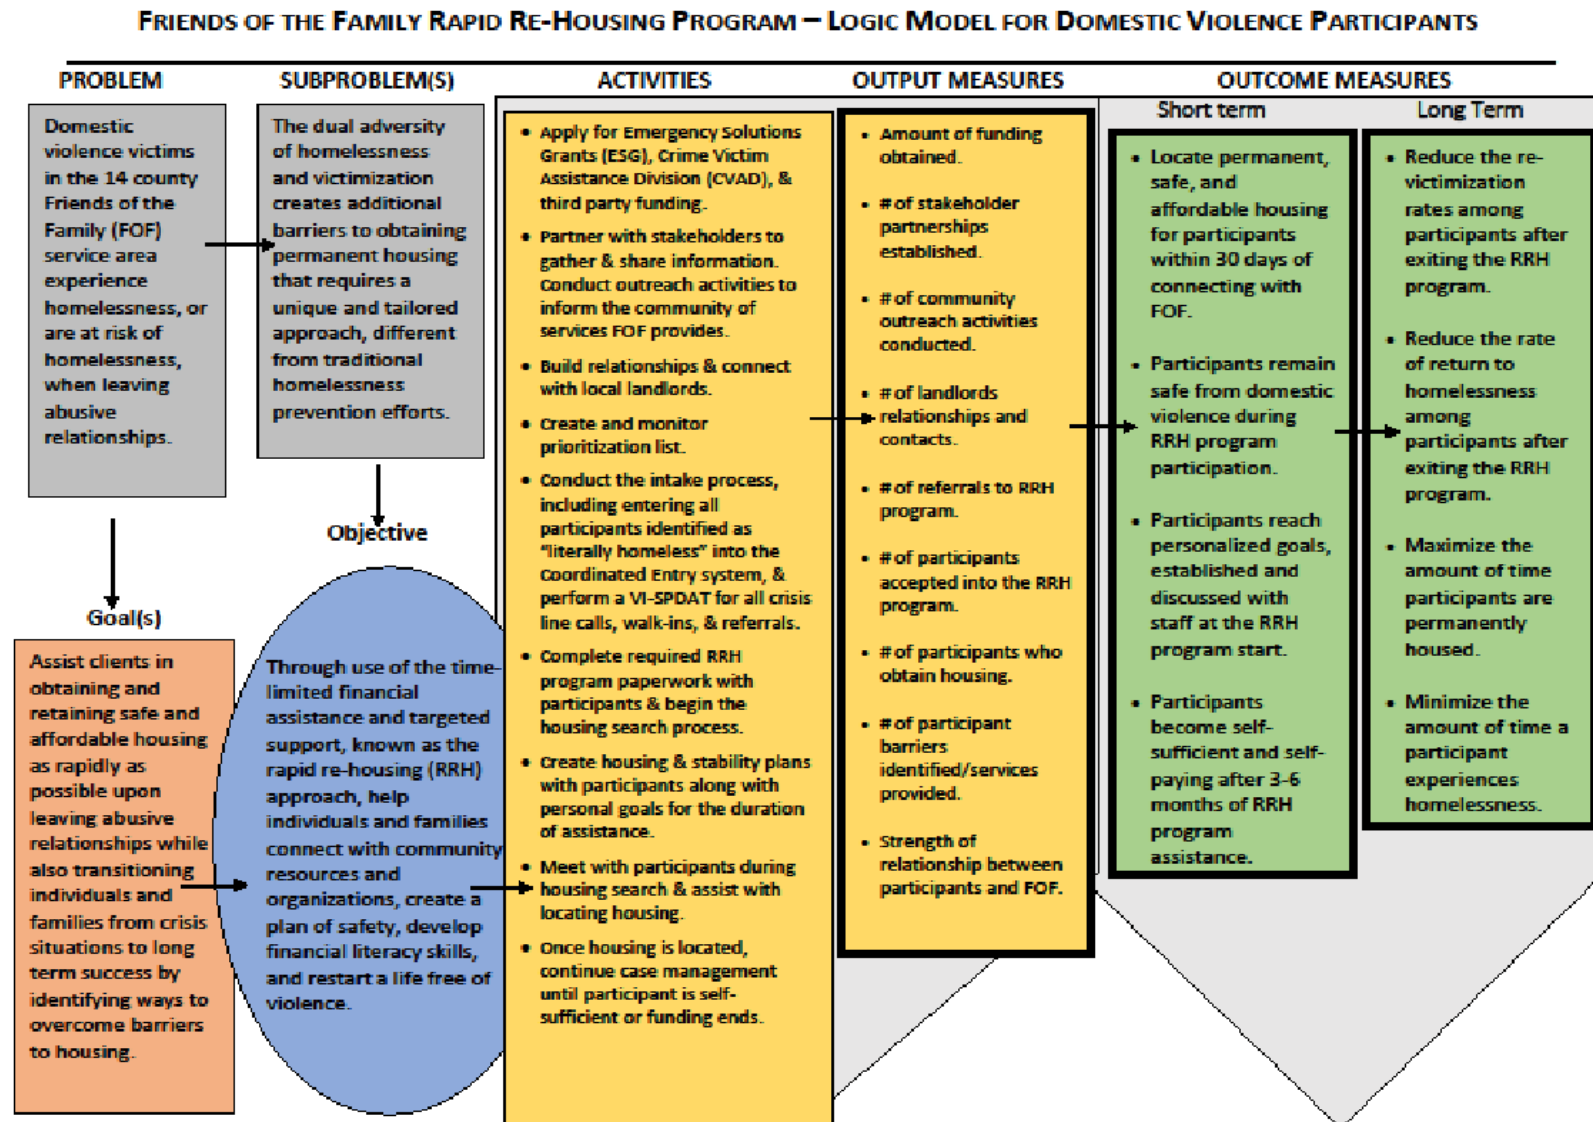 FRIENDS OF THE FAMILY RAPID RE-HOUSING PROGRAM – LOGIC MODEL FOR DOMESTIC VIOLENCE PARTICIPANTS
PROBLEM
Domestic
violence victims
in the 14 county
Friends of the
Family (FOF)
service area
experience
homelessness, or
are at risk of
homelessness,
when leaving
abusive
relationships.
Goal(s)
Assist clients in
obtaining and
retaining safe and
affordable housing
as rapidly as
possible upon
leaving abusive
relationships while
also transitioning
individuals and
families from crisis
situations to long
term success by
identifying ways to
overcome barriers
to housing.
SUBPROBLEM(S)
The dual adversity
of homelessness
and victimization
creates additional
barriers to obtaining
permanent housing
that requires a
unique and tailored
approach, different
from traditional
homelessness
prevention efforts.
Objective
Through use of the time-
limited financial
assistance and targeted
support, known as the
rapid re-housing (RRH)
approach, help
individuals and families
connect with community
resources and
organizations, create a
plan of safety, develop
financial literacy skills,
and restart a life free of
violence.
ACTIVITIES
• Apply for Emergency Solutions
Grants (ESG), Crime Victim
Assistance Division (CVAD), &
third party funding.
• Partner with stakeholders to
gather & share information.
Conduct outreach activities to
inform the community of
services FOF provides.
• Build relationships & connect
with local landlords.
• Create and monitor
prioritization list.
• Conduct the intake process,
including entering all
participants identified as
"literally homeless" into the
Coordinated Entry system, &
perform a VI-SPDAT for all crisis
line calls, walk-ins, & referrals.
• Complete required RRH
program paperwork with
participants & begin the
housing search process.
• Create housing & stability plans
with participants along with
personal goals for the duration
of assistance.
• Meet with participants during
housing search & assist with
locating housing.
• Once housing is located,
continue case management
until participant is self-
sufficient or funding ends.
OUTPUT MEASURES
• Amount of funding
obtained.
• # of stakeholder
partnerships
established.
• # of community
outreach activities
conducted.
• # of landlords
relationships and
contacts.
• # of referrals to RRH
program.
• # of participants
accepted into the RRH
program.
• # of participants who
obtain housing.
• # of participant
barriers
identified/services
provided.
• Strength of
relationship between
participants and FOF.
OUTCOME MEASURES
Short term
• Locate permanent,
safe, and
affordable housing
for participants
within 30 days of
connecting with
FOF.
• Participants remain
safe from domestic
violence during
RRH program
participation.
• Participants reach
personalized goals,
established and
discussed with
staff at the RRH
program start.
• Participants
become self-
sufficient and self-
paying after 3-6
months of RRH
program
assistance.
Long Term
• Reduce the re-
victimization
rates among
participants after
exiting the RRH
program.
• Reduce the rate
of return to
homelessness
among
participants after
exiting the RRH
program.
• Maximize the
amount of time
participants are
permanently
housed.
• Minimize the
amount of time a
participant
experiences
homelessness.